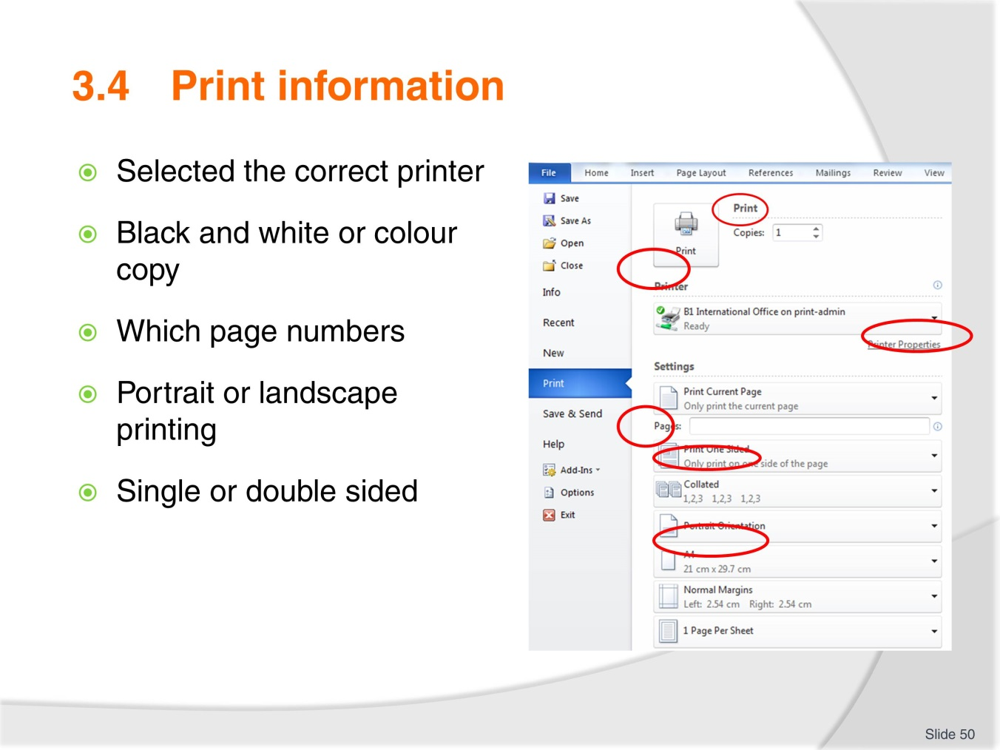 3.4 Print information
Selected the correct printer
Black and white or colour
copy
Which page numbers
Portrait or landscape
printing
Single or double sided
File Home Insert Page Layout References Mailings Review View
Save
Save As
Open
Close
Info
Recent
New
Print
Save & Send
Help
Add-Ins
Options
Exit
Print
Print
Copies: 1
Printer
B1 International Office on print-admin
Ready
Printer Properties
Settings
Print Current Page
Only print the current page
Pages:
Print One Sided
Only print on one side of the page
Collated
1,2,3 1,2,3 1,2,3
Portrait Orientation
A4
21 cm x 29.7 cm
Normal Margins
Left: 2.54 cm Right: 2.54 cm
1 Page Per Sheet
Slide 50